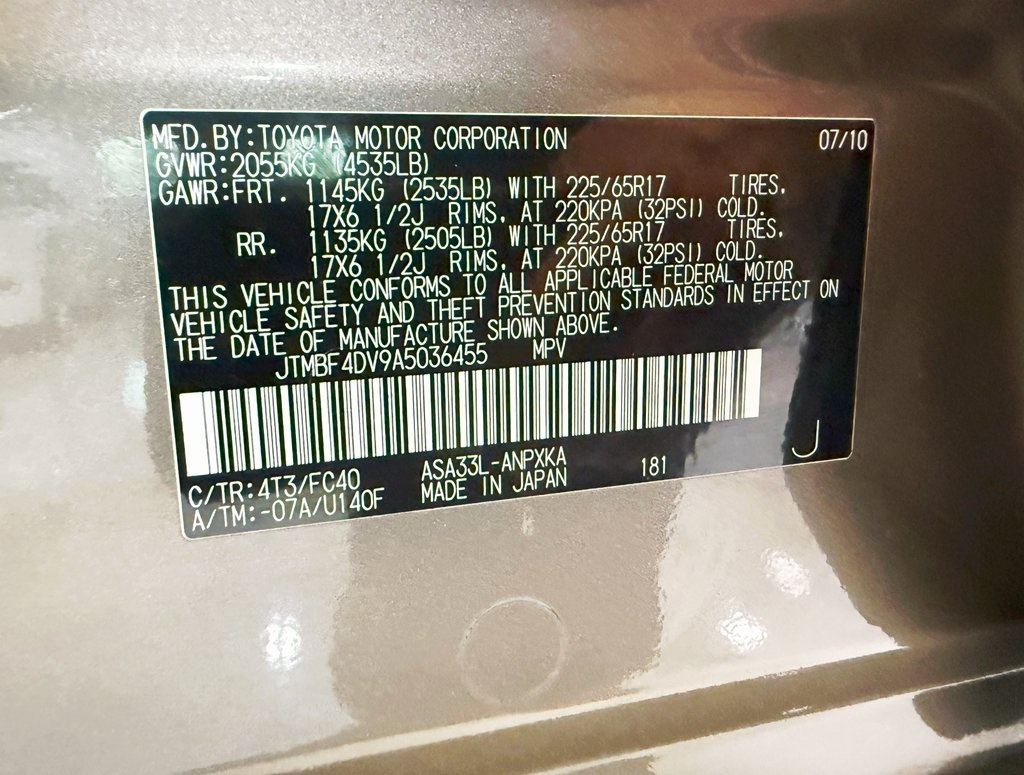 MFD.BY:TOYOTA MOTOR CORPORATION 07/10
GVWR:2055KG (4535LB)
GAWR:FRT. 1145KG (2535LB) WITH 225/65R17 TIRES,
17X6 1/2J RIMS, AT 220KPA (32PSI) COLD.
RR. 1135KG (2505LB) WITH 225/65R17 TIRES,
17X6 1/2J RIMS, AT 220KPA (32PSI) COLD.
THIS VEHICLE CONFORMS TO ALL APPLICABLE FEDERAL MOTOR
VEHICLE SAFETY AND THEFT PREVENTION STANDARDS IN EFFECT ON
THE DATE OF MANUFACTURE SHOWN ABOVE.
JTMBF4DV9A5036455 MPV
C/TR:4T3/FC40 ASA33L-ANPXKA 181 J
A/TM:-07A/U140F MADE IN JAPAN